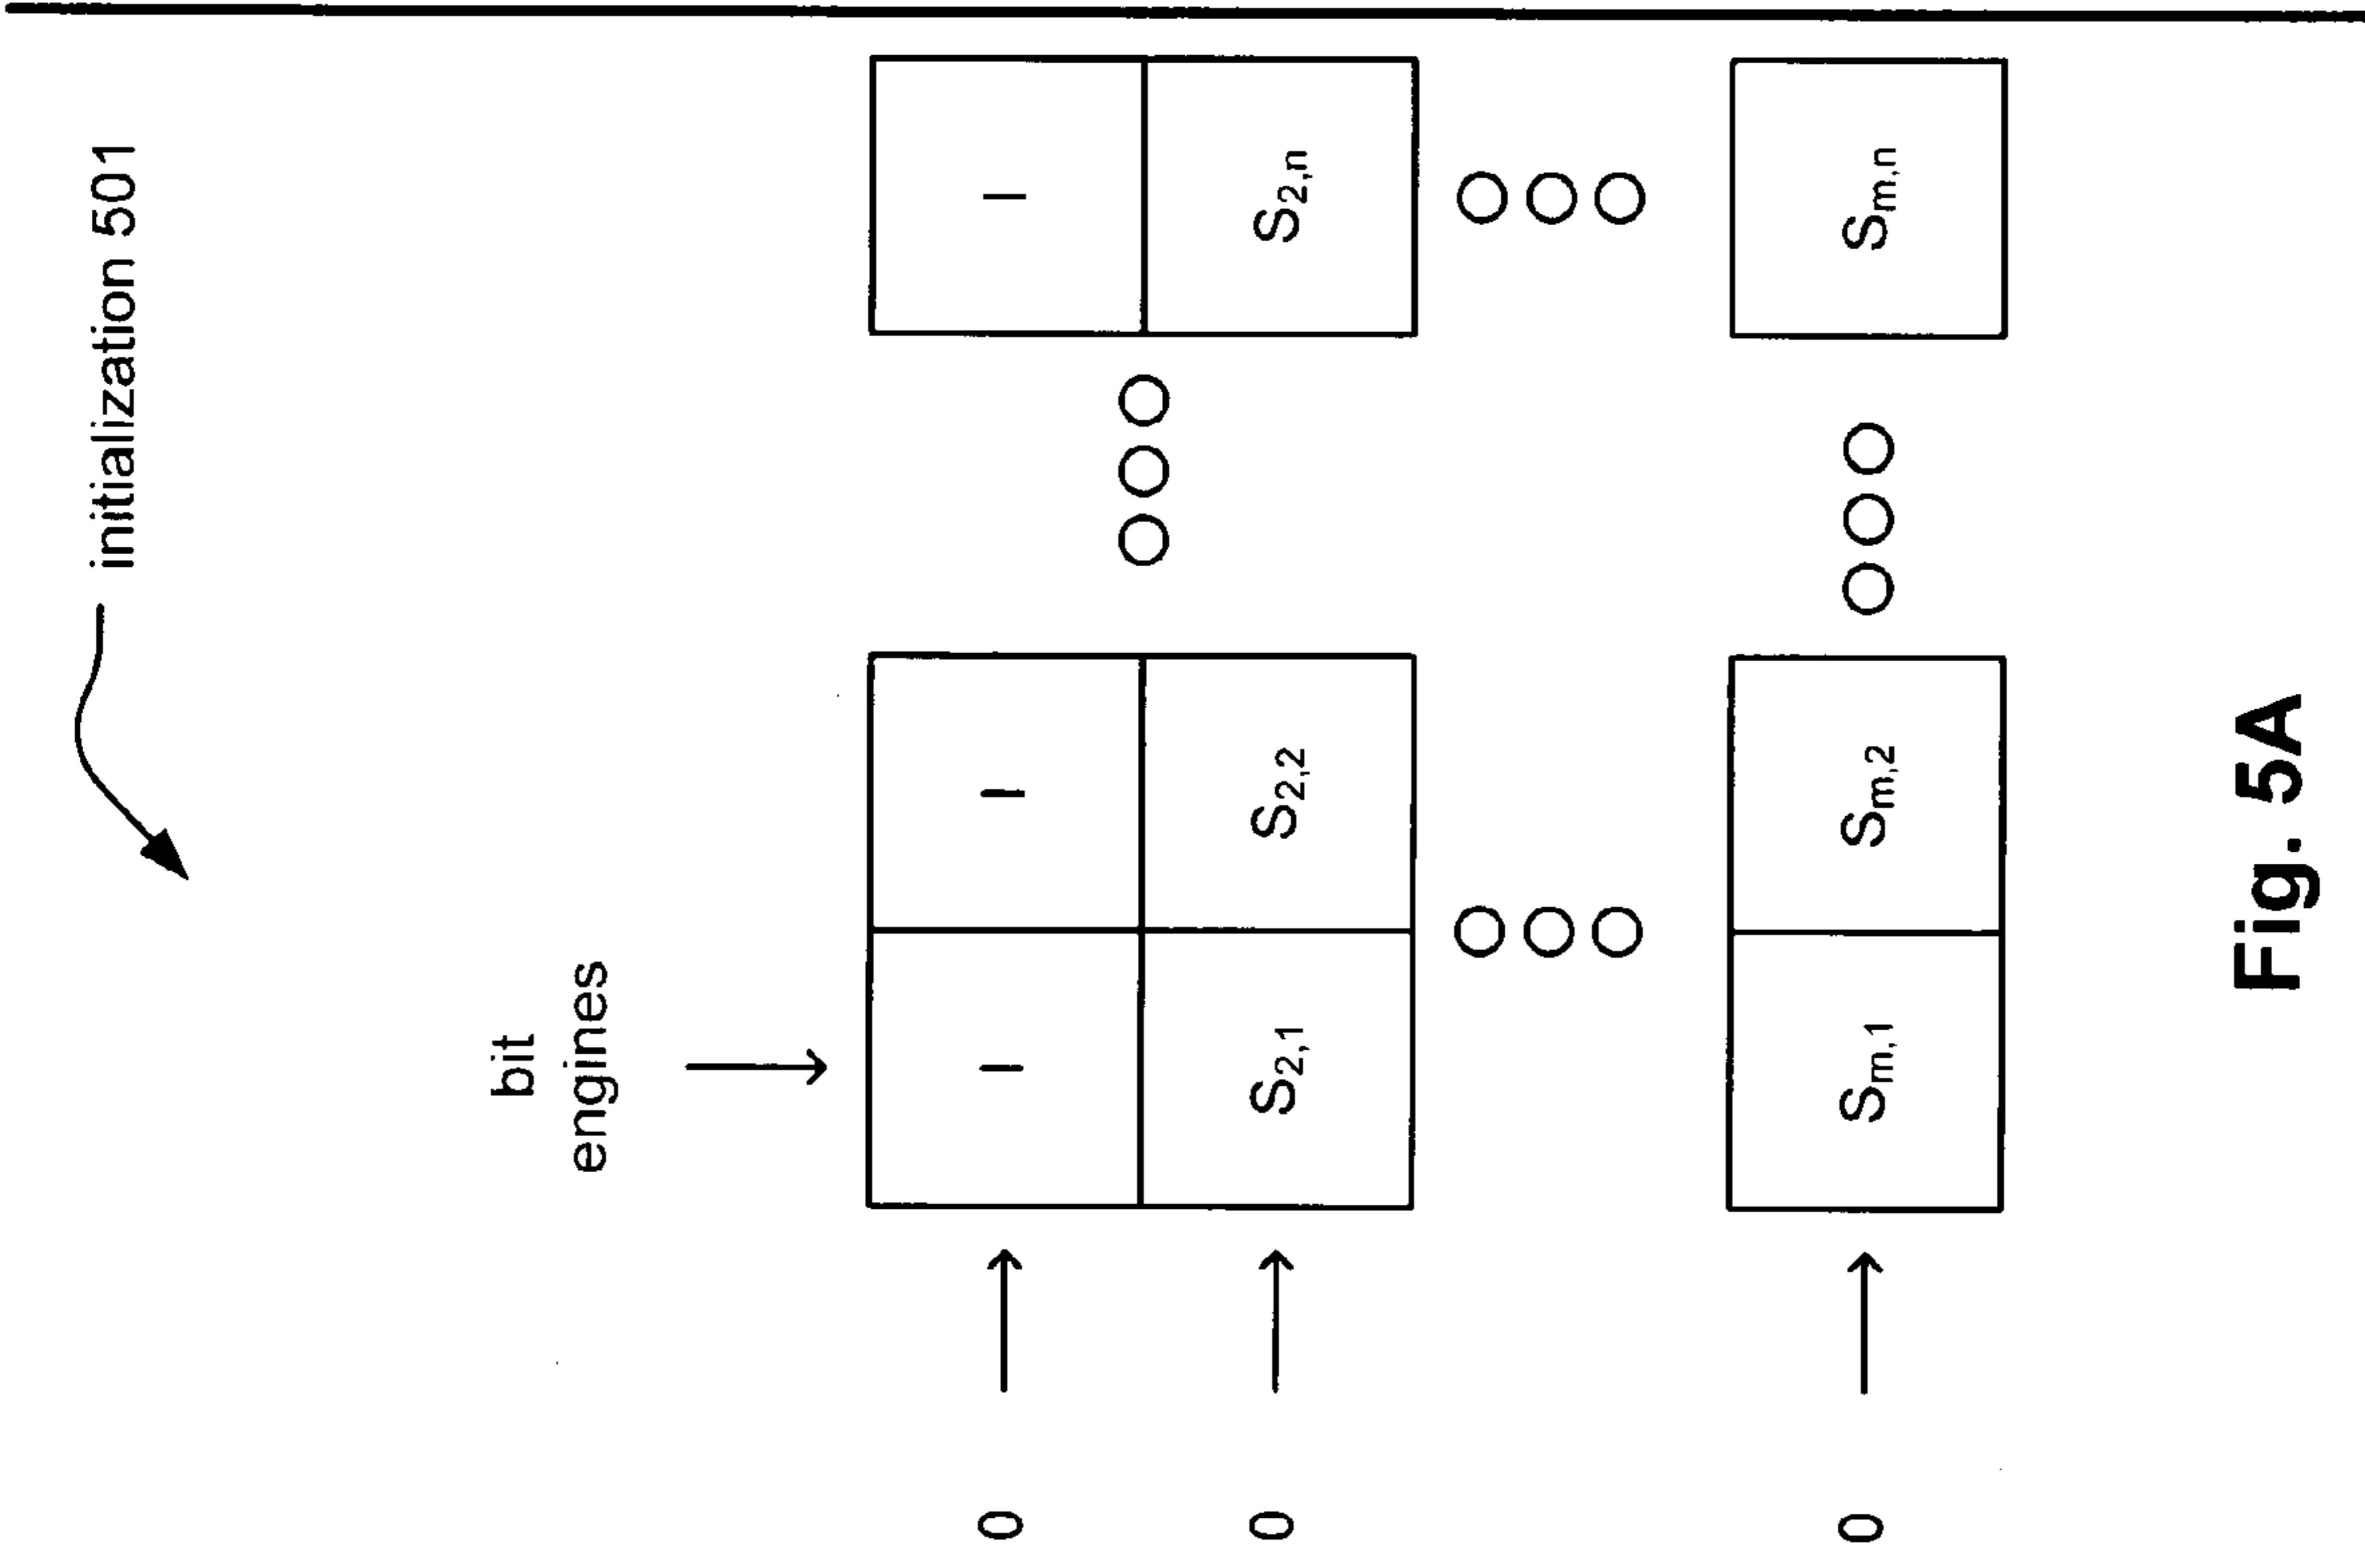 initialization 501
bit
engines
0 I I I
0 S2,1 S2,2 S2,n
0 Sm,1 Sm,2 Sm,n
Fig. 5A